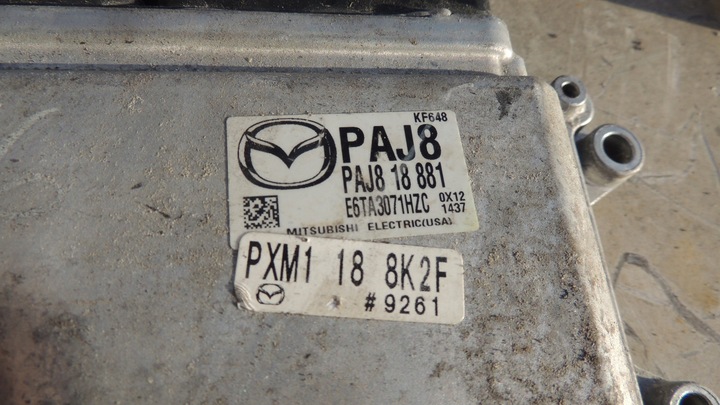 KF648
PAJ8
PAJ8 18 881
E6TA3071HZC 0X12
1437
MITSUBISHI ELECTRIC(USA)
PXM1 18 8K2F
#9261